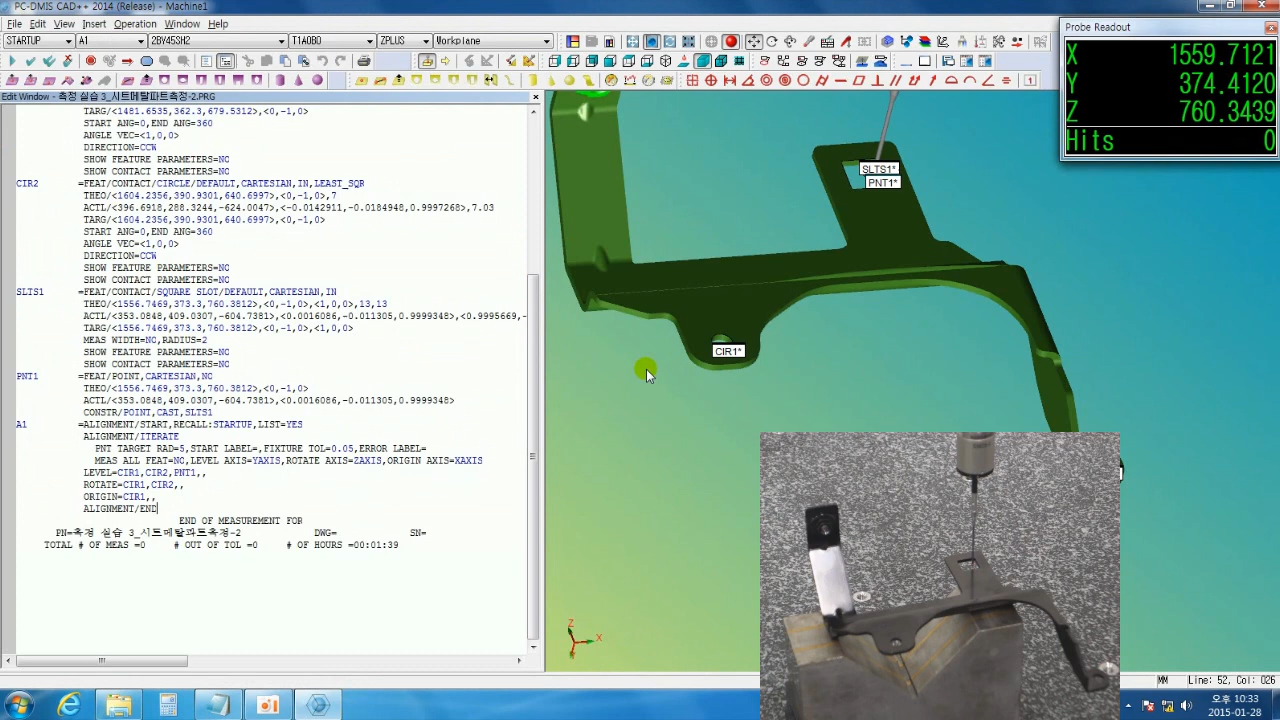 PC-DMIS CAD++ 2014 (Release) - Machine1
File Edit View Insert Operation Window Help
STARTUP A1 2BY45SH2 T1A0B0 ZPLUS Workplane
Edit Window - 측정 실습 3_시트메탈파트측정-2.PRG
TARG/<1481.6535,362.3,679.5312>,<0,-1,0>
START ANG=0,END ANG=360
ANGLE VEC=<1,0,0>
DIRECTION=CCW
SHOW FEATURE PARAMETERS=NO
SHOW CONTACT PARAMETERS=NO
CIR2 =FEAT/CONTACT/CIRCLE/DEFAULT,CARTESIAN,IN,LEAST_SQR
THEO/<1604.2356,390.9301,640.6997>,<0,-1,0>,7
ACTL/<396.6918,288.3244,-624.0047>,<-0.0142911,-0.0184948,0.9997268>,7.03
TARG/<1604.2356,390.9301,640.6997>,<0,-1,0>
START ANG=0,END ANG=360
ANGLE VEC=<1,0,0>
DIRECTION=CCW
SHOW FEATURE PARAMETERS=NO
SHOW CONTACT PARAMETERS=NO
SLTS1 =FEAT/CONTACT/SQUARE SLOT/DEFAULT,CARTESIAN,IN
THEO/<1556.7469,373.3,760.3812>,<0,-1,0>,<1,0,0>,13,13
ACTL/<353.0848,409.0307,-604.7381>,<0.0016086,-0.011305,0.9999348>,<0.9995669,-
TARG/<1556.7469,373.3,760.3812>,<0,-1,0>,<1,0,0>
MEAS WIDTH=NO,RADIUS=2
SHOW FEATURE PARAMETERS=NO
SHOW CONTACT PARAMETERS=NO
PNT1 =FEAT/POINT,CARTESIAN,NO
THEO/<1556.7469,373.3,760.3812>,<0,-1,0>
ACTL/<353.0848,409.0307,-604.7381>,<0.0016086,-0.011305,0.9999348>
CONSTR/POINT,CAST,SLTS1
A1 =ALIGNMENT/START,RECALL:STARTUP,LIST=YES
ALIGNMENT/ITERATE
PNT TARGET RAD=5,START LABEL=,FIXTURE TOL=0.05,ERROR LABEL=
MEAS ALL FEAT=NO,LEVEL AXIS=YAXIS,ROTATE AXIS=ZAXIS,ORIGIN AXIS=XAXIS
LEVEL=CIR1,CIR2,PNT1,,
ROTATE=CIR1,CIR2,,
ORIGIN=CIR1,,
ALIGNMENT/END
END OF MEASUREMENT FOR
PN=측정 실습 3_시트메탈파트측정-2 DWG= SN=
TOTAL # OF MEAS =0 # OUT OF TOL =0 # OF HOURS =00:01:39
Probe Readout
X 1559.7121
Y 374.4120
Z 760.3439
Hits 0
SLTS1*
PNT1*
CIR1*
Z
X
MM Line: 52, Col: 026
오후 10:33
2015-01-28